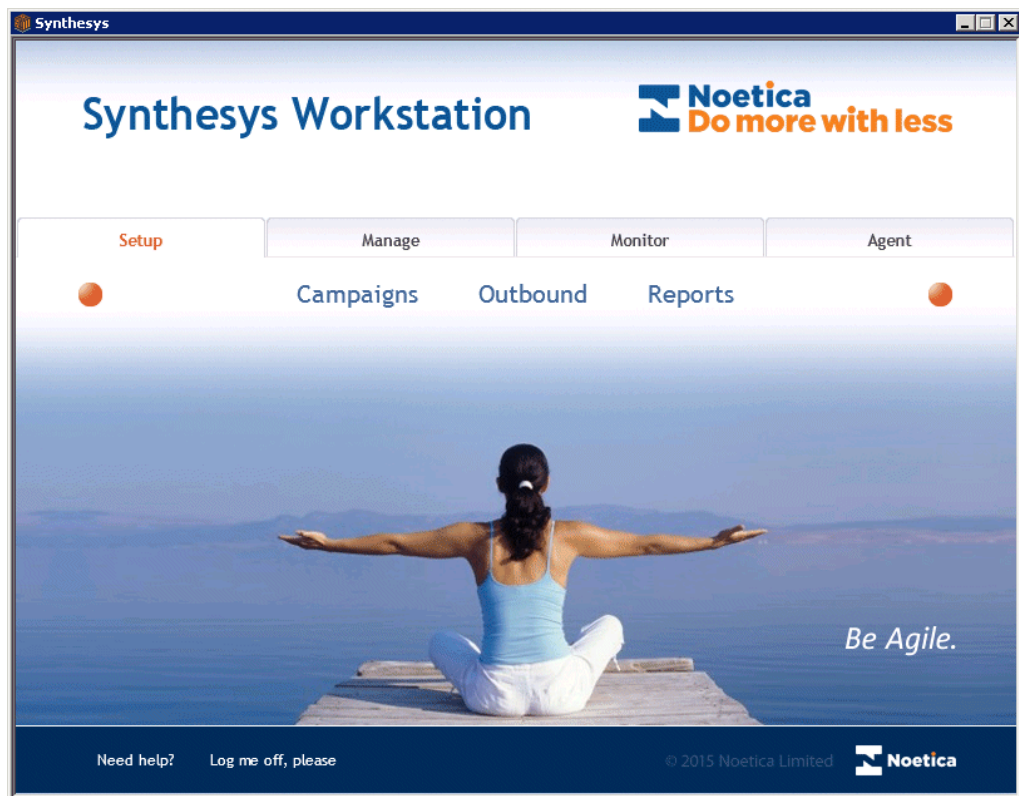 Synthesys
Synthesys Workstation
Noetica
Do more with less
Setup Manage Monitor Agent
Campaigns Outbound Reports
Be Agile.
Need help? Log me off, please © 2015 Noetica Limited Noetica